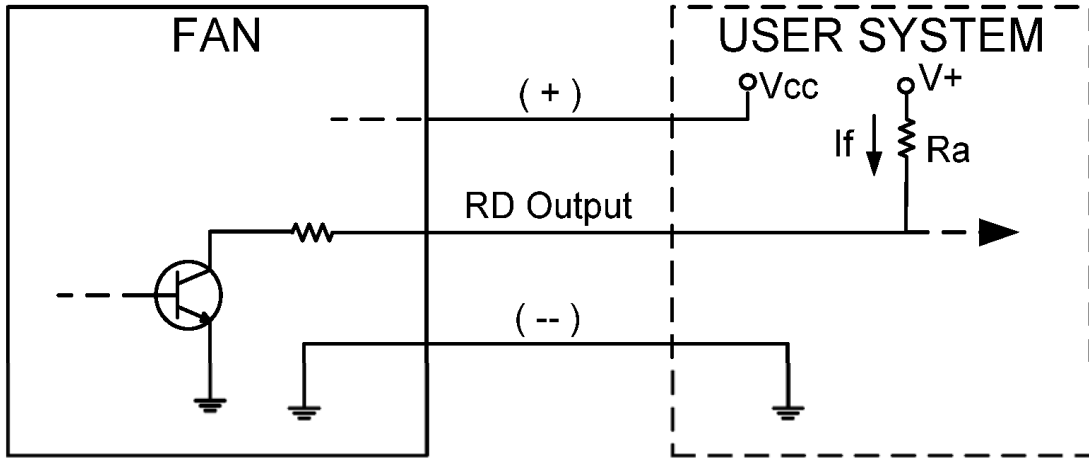 FAN
USER SYSTEM
( + )
Vcc
V+
If
Ra
RD Output
( -- )